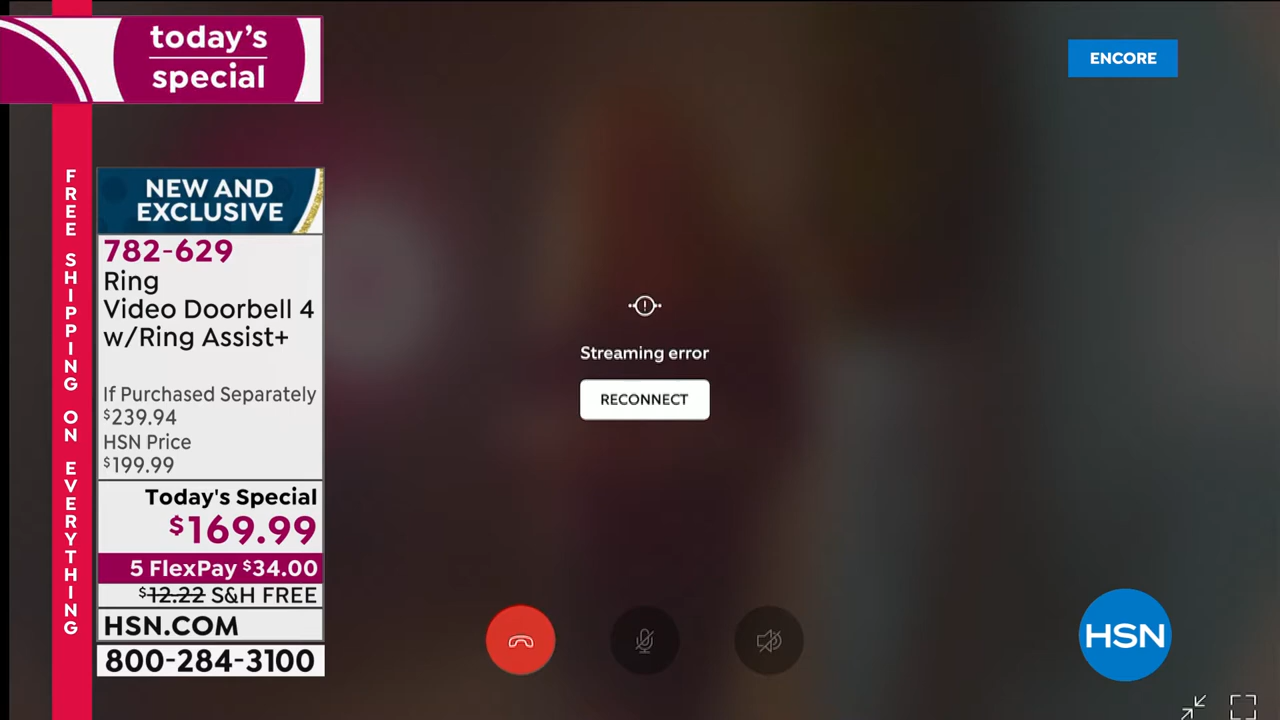 today's
special
ENCORE
FREE SHIPPING ON EVERYTHING
NEW AND
EXCLUSIVE
782-629
Ring
Video Doorbell 4
w/Ring Assist+
If Purchased Separately
$239.94
HSN Price
$199.99
Today's Special
$169.99
5 FlexPay $34.00
$12.22 S&H FREE
HSN.COM
800-284-3100
Streaming error
RECONNECT
HSN